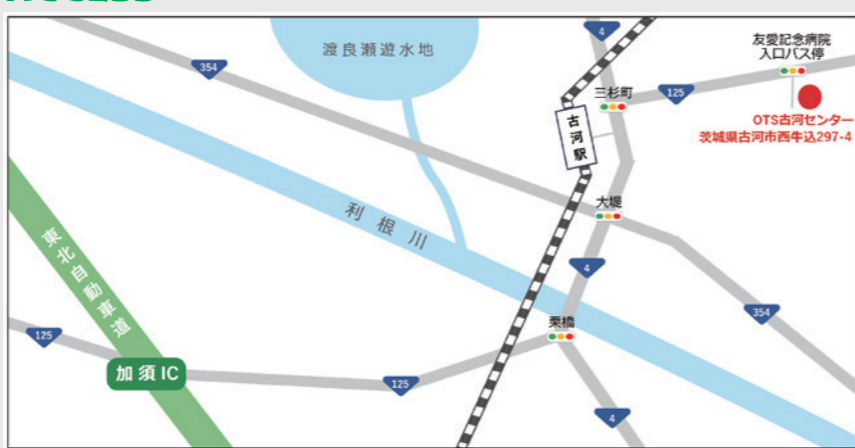 渡良瀬遊水地
354
4
友愛記念病院
入口バス停
三杉町
125
古河駅
OTS古河センター
茨城県古河市西牛込297-4
大堤
利根川
東北自動車道
4
354
栗橋
125
加須IC
125
4